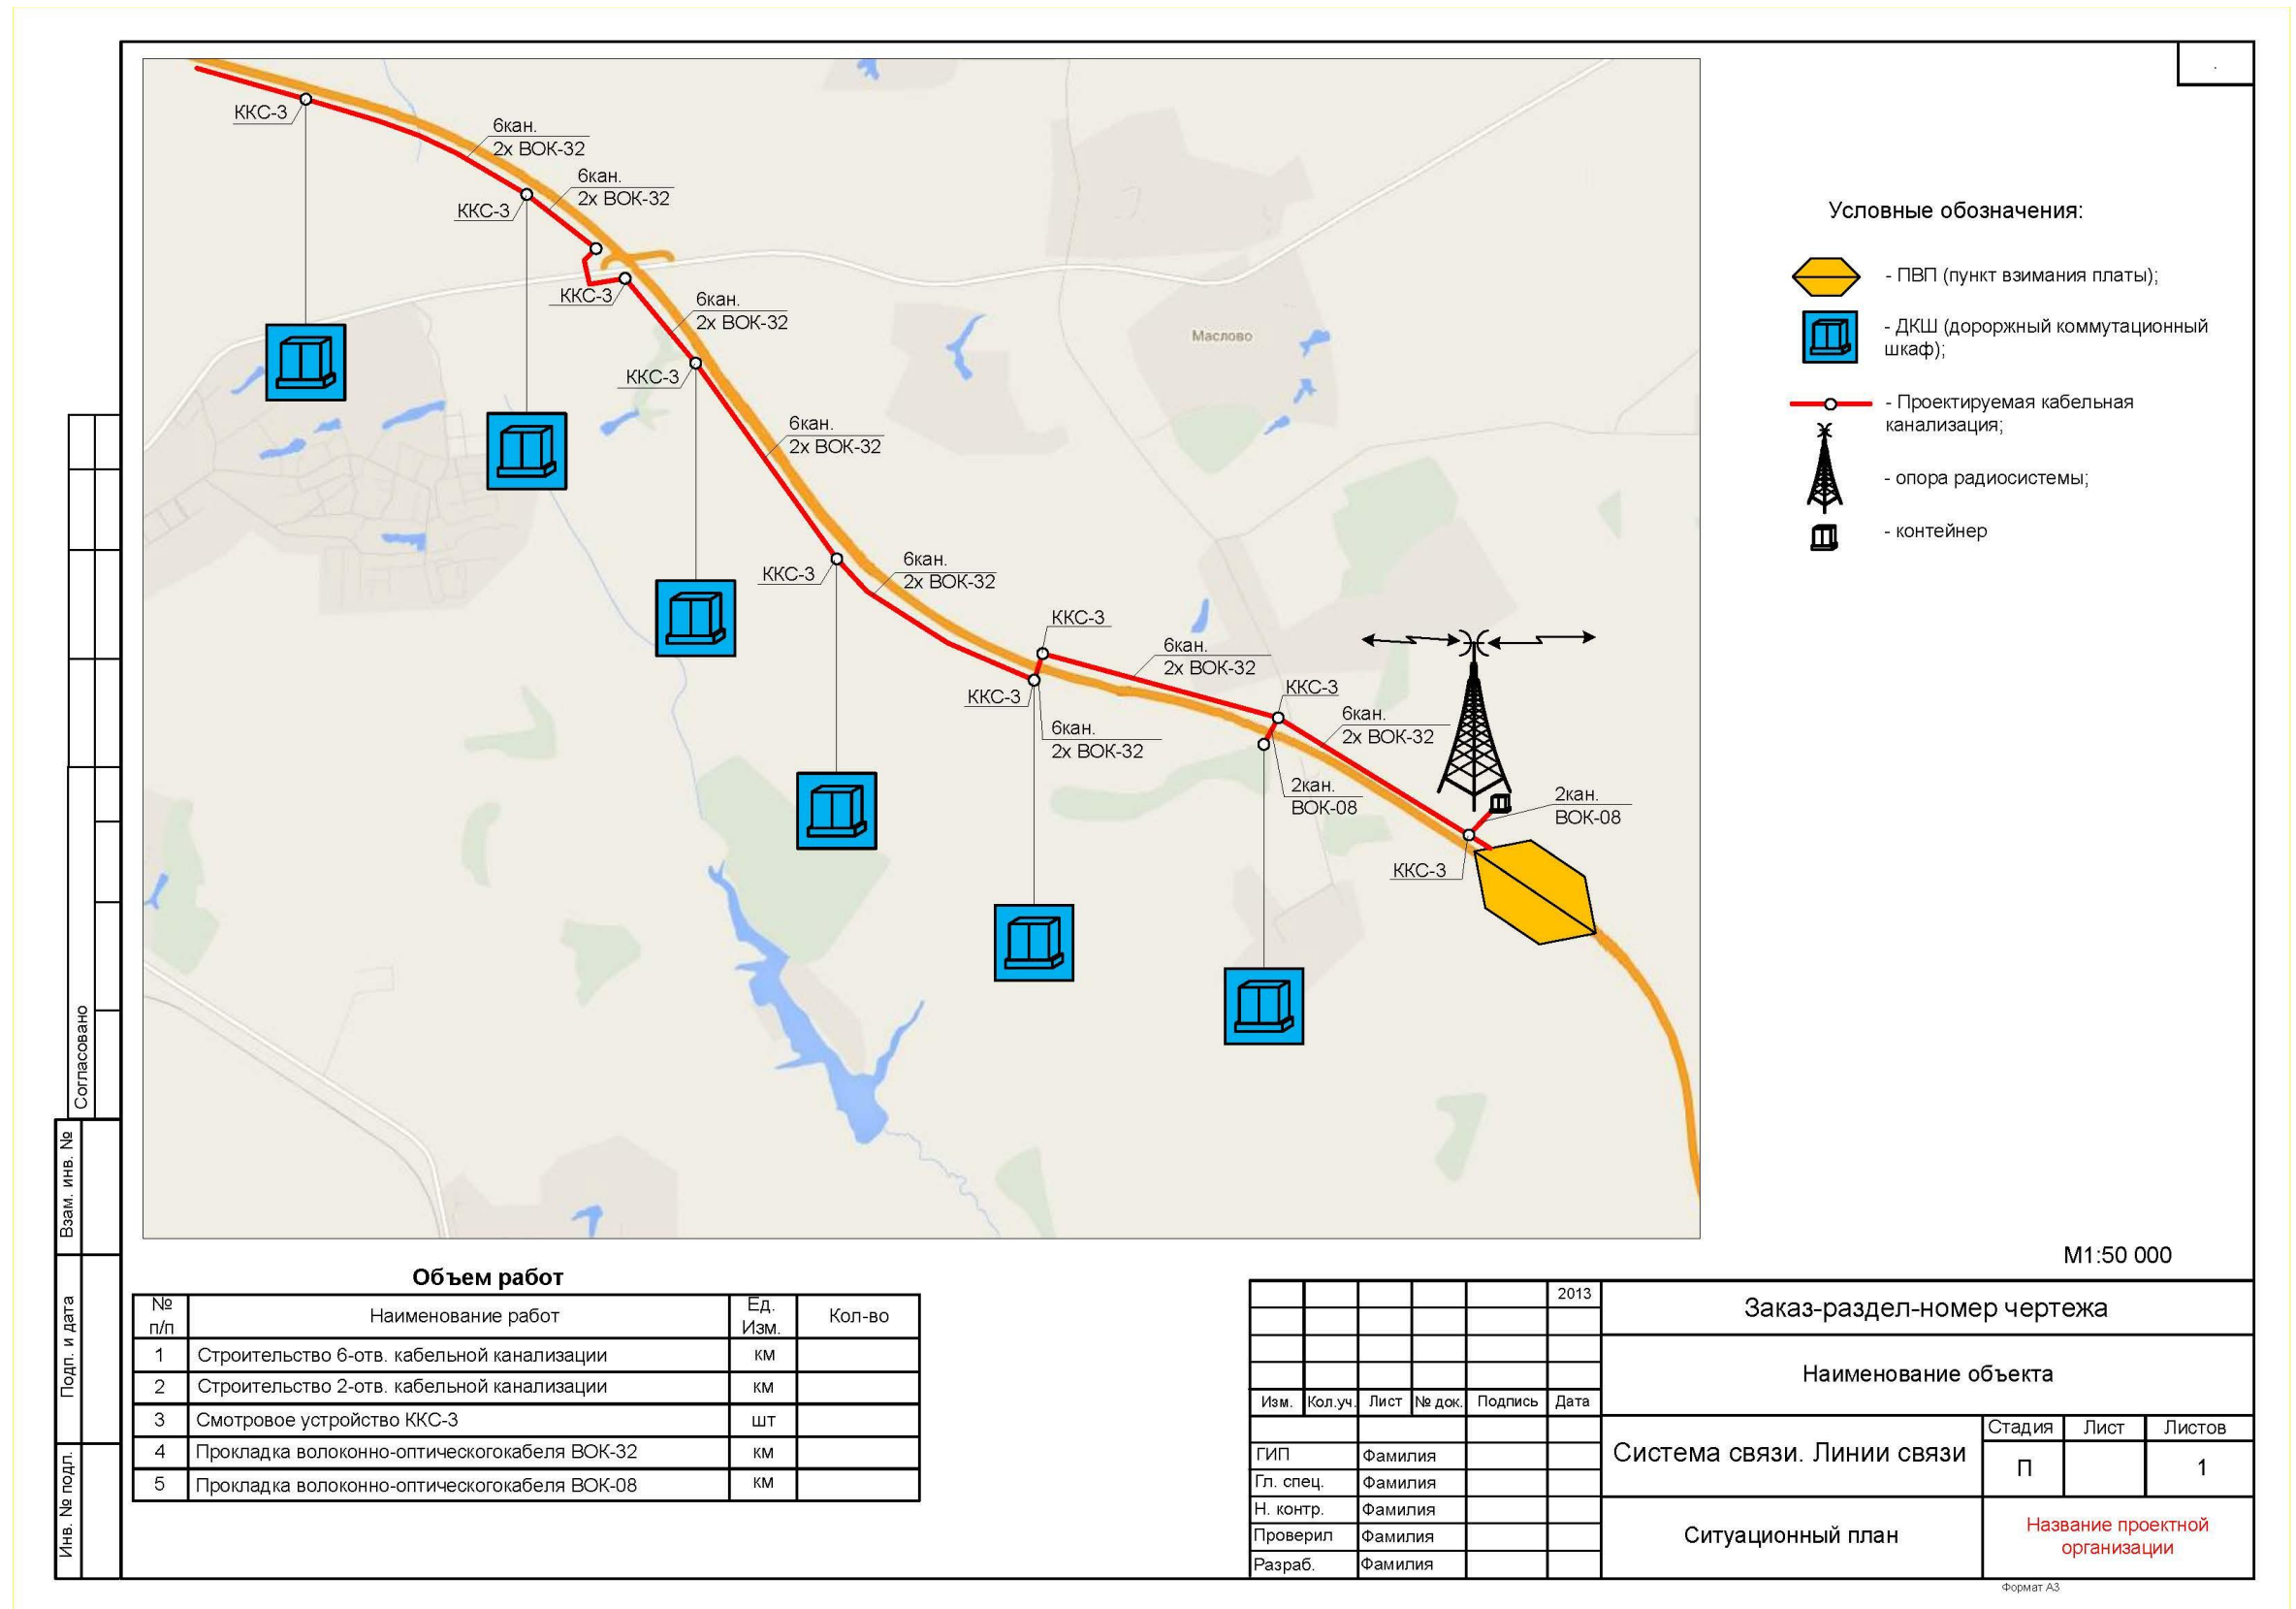 ККС-3
6кан.
2х ВОК-32
6кан.
2х ВОК-32
ККС-3
ККС-3
6кан.
2х ВОК-32
ККС-3
6кан.
2х ВОК-32
ККС-3
6кан.
2х ВОК-32
ККС-3
ККС-3
6кан.
2х ВОК-32
6кан.
2х ВОК-32
ККС-3
6кан.
2х ВОК-32
2кан.
ВОК-08
2кан.
ВОК-08
ККС-3
Маслово
Условные обозначения:
- ПВП (пункт взимания платы);
- ДКШ (дороржный коммутационный
шкаф);
- Проектируемая кабельная
канализация;
- опора радиосистемы;
- контейнер
Согласовано
Взам. инв. №
Подп. и дата
Инв. № подл.
Объем работ
№ п/п Наименование работ Ед. Изм. Кол-во
1 Строительство 6-отв. кабельной канализации км
2 Строительство 2-отв. кабельной канализации км
3 Смотровое устройство ККС-3 шт
4 Прокладка волоконно-оптическогокабеля ВОК-32 км
5 Прокладка волоконно-оптическогокабеля ВОК-08 км
М1:50 000
2013
Заказ-раздел-номер чертежа
Наименование объекта
Изм. Кол.уч. Лист № док. Подпись Дата
ГИП Фамилия
Гл. спец. Фамилия
Н. контр. Фамилия
Проверил Фамилия
Разраб. Фамилия
Система связи. Линии связи
Стадия Лист Листов
П 1
Ситуационный план
Название проектной
организации
Формат А3